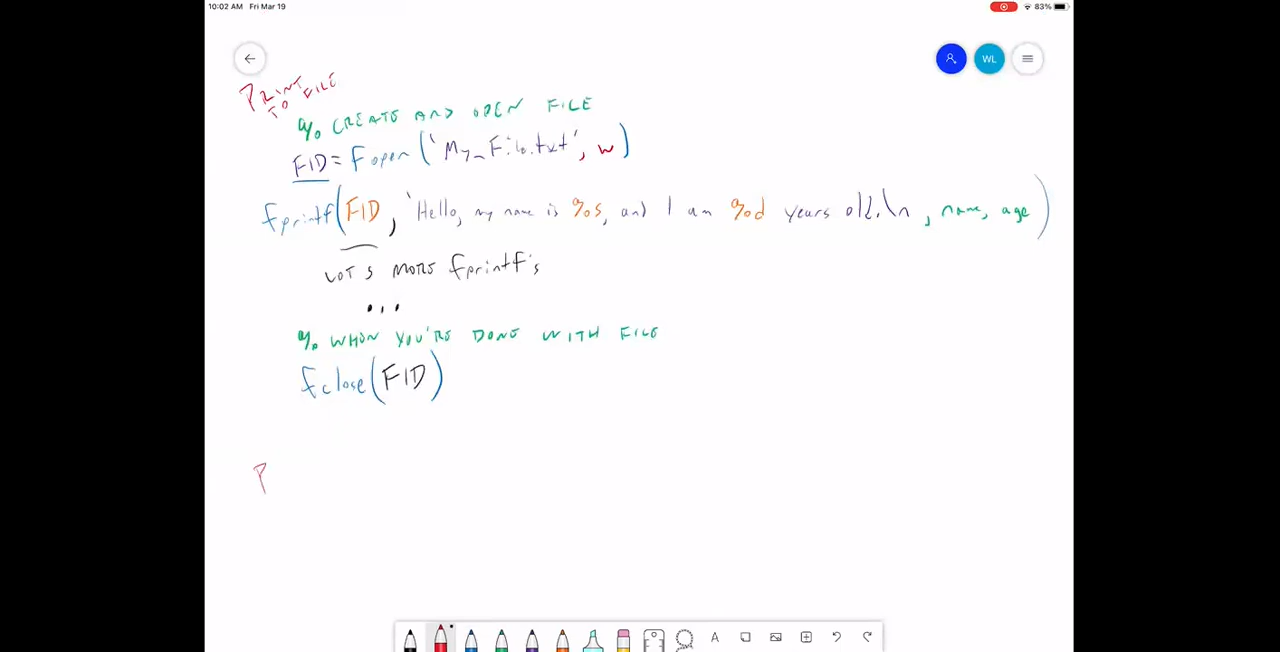 10:02 AM Fri Mar 19
83%
WL
PRINT
TO FILE
% CREATE AND OPEN FILE
FID = fopen('My_File.txt', w)
fprintf(FID, 'Hello, my name is %s, and I am %d years old.\n, name, age)
LOTS MORE fprintf's
...
% WHEN YOU'RE DONE WITH FILE
fclose(FID)
P
A